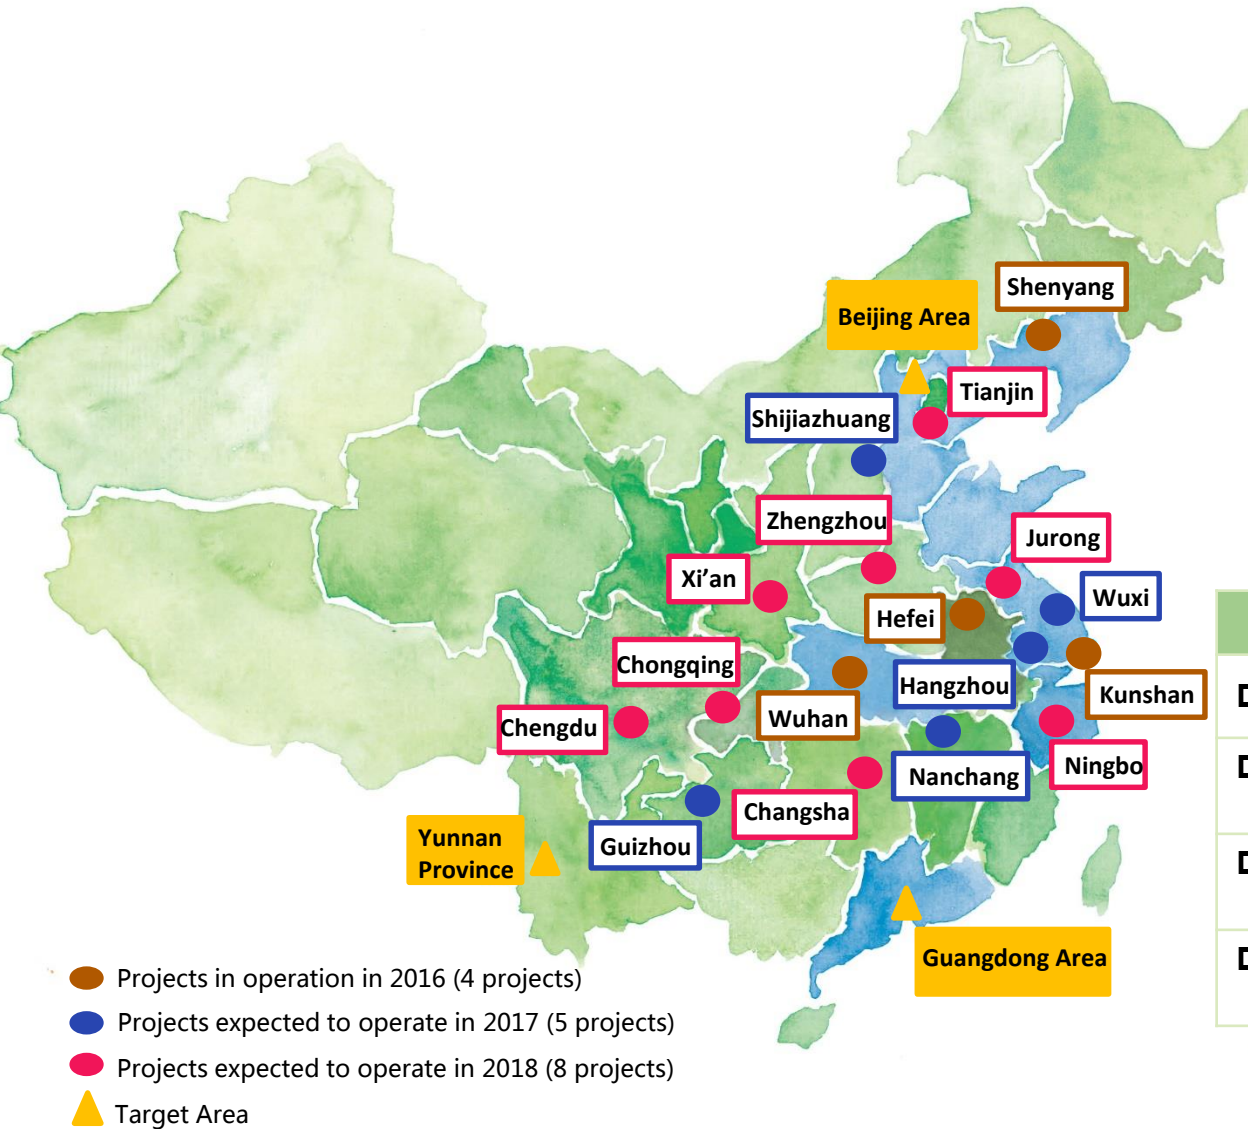 Shenyang
Beijing Area
Tianjin
Shijiazhuang
Zhengzhou
Jurong
Xi’an
Wuxi
Hefei
Chongqing
Hangzhou
Kunshan
Chengdu
Wuhan
Ningbo
Nanchang
Changsha
Yunnan
Province
Guizhou
Guangdong Area
Projects in operation in 2016 (4 projects)
Projects expected to operate in 2017 (5 projects)
Projects expected to operate in 2018 (8 projects)
Target Area